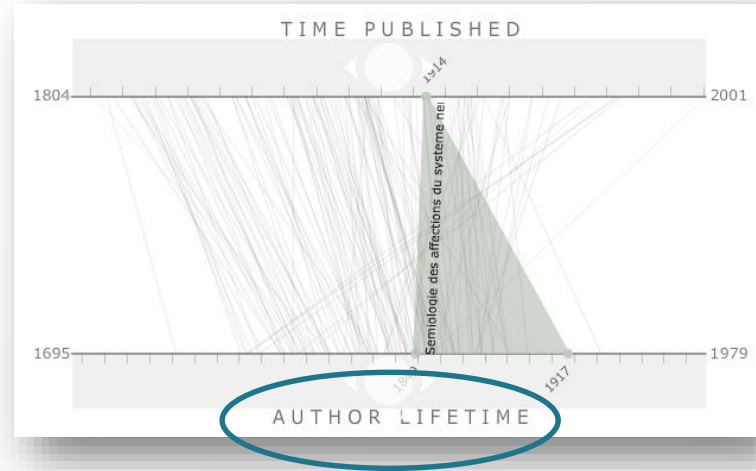 TIME PUBLISHED
1914
1804
2001
Semiologie des affections du systeme
1695
1979
1917
AUTHOR LIFETIME